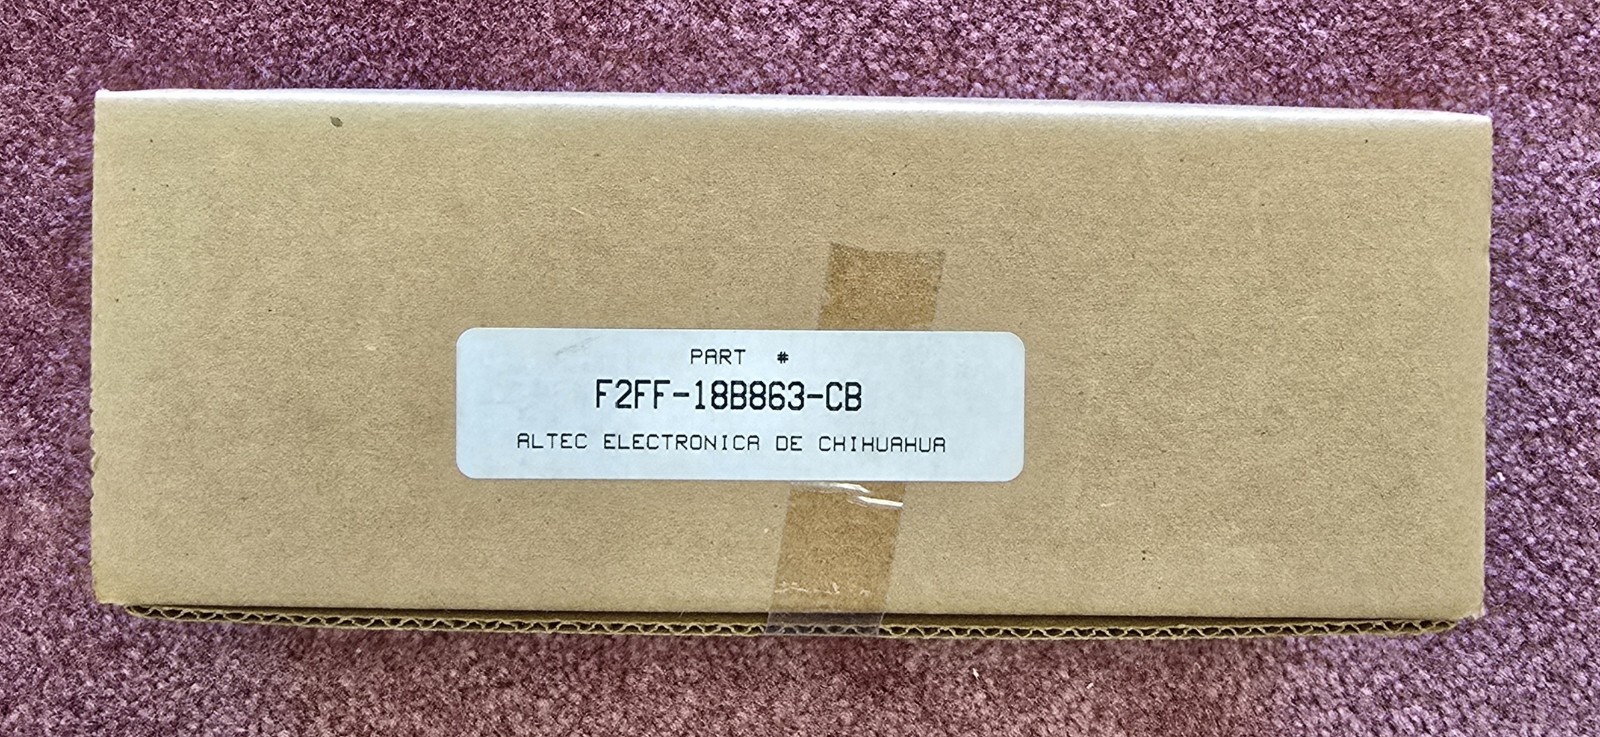 PART #
F2FF-18B863-CB
ALTEC ELECTRONICA DE CHIHUAHUA